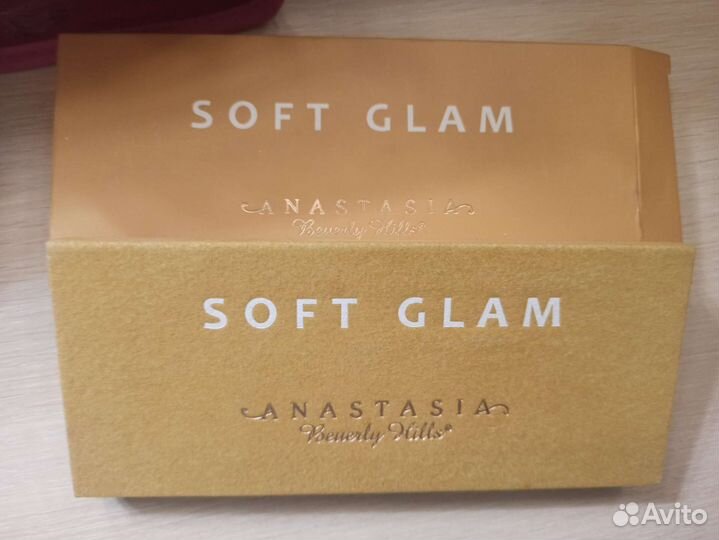 SOFT GLAM
ANASTASIA
Beverly Hills®
SOFT GLAM
ANASTASIA
Beverly Hills®
Avito